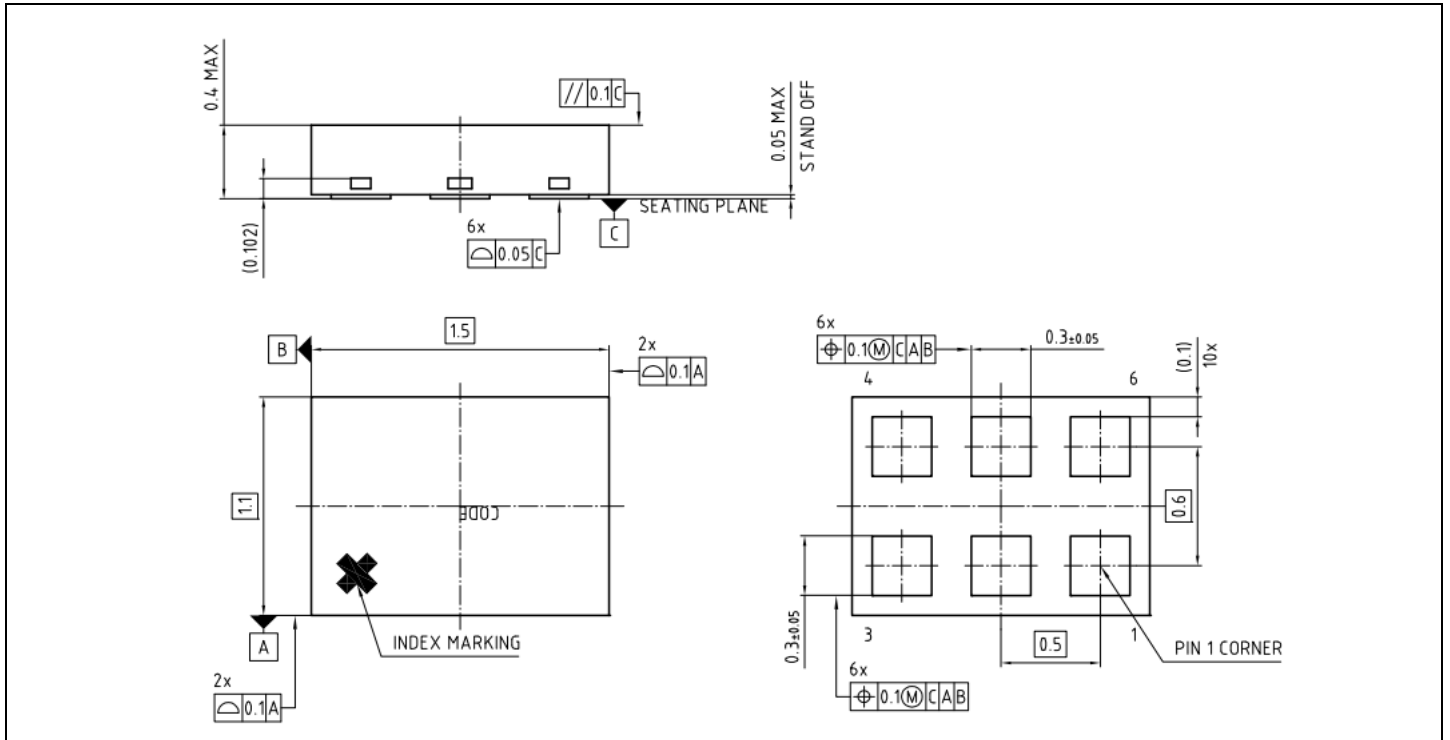 0.4 MAX
// 0.1 C
0.05 MAX
STAND OFF
(0.102)
SEATING PLANE
6x
⌓ 0.05 C
C
B
1.5
2x
⌓ 0.1 A
1.1
CODE
A
INDEX MARKING
2x
⌓ 0.1 A
6x
⌖ 0.1 Ⓜ C A B
0.3±0.05
(0.1)
10x
4
6
0.6
0.3±0.05
3
1
0.5
PIN 1 CORNER
6x
⌖ 0.1 Ⓜ C A B